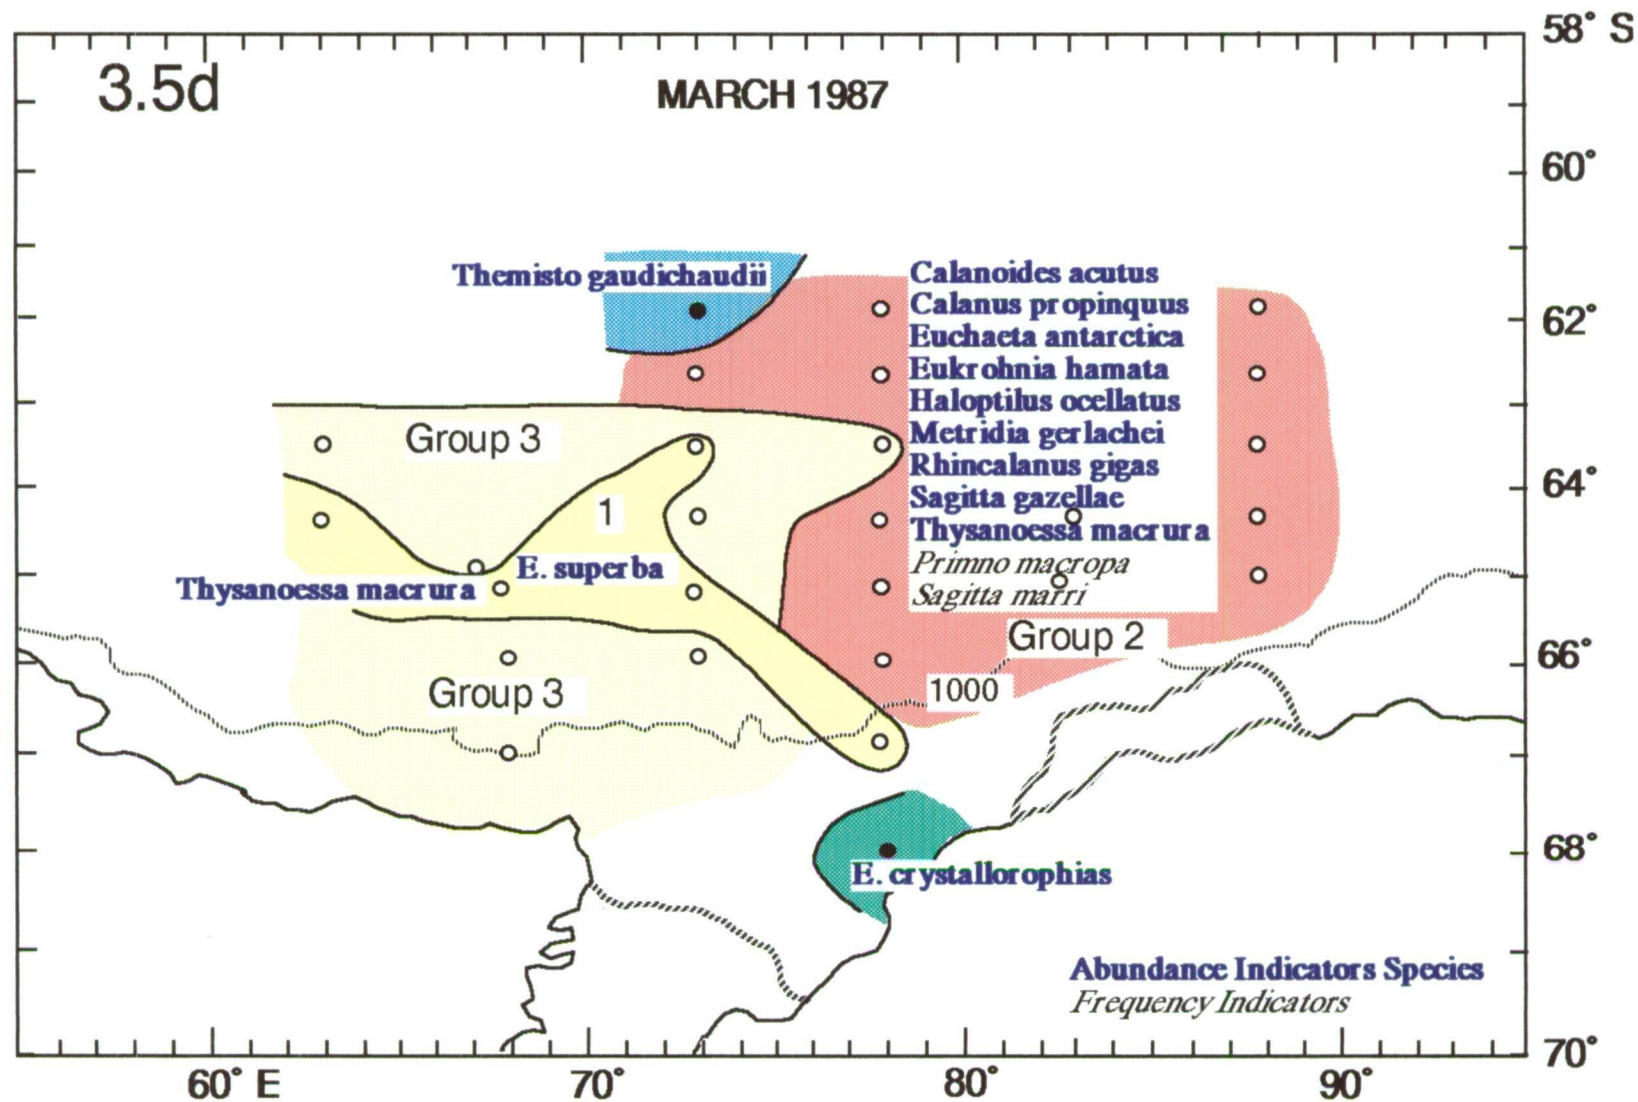 58° S
3.5d
MARCH 1987
60°
Themisto gaudichaudii
Calanoides acutus
Calanus propinquus
62°
Euchaeta antarctica
Eukrohnia hamata
Haloptilus ocellatus
Group 3
Metridia gerlachei
Rhincalanus gigas
64°
Sagitta gazellae
1
Thysanoessa macrura
E. superba
Primno macropa
Thysanoessa macrura
Sagitta marri
Group 2
66°
Group 3
1000
68°
E. crystallorophias
Abundance Indicators Species
Frequency Indicators
70°
60° E
70°
80°
90°